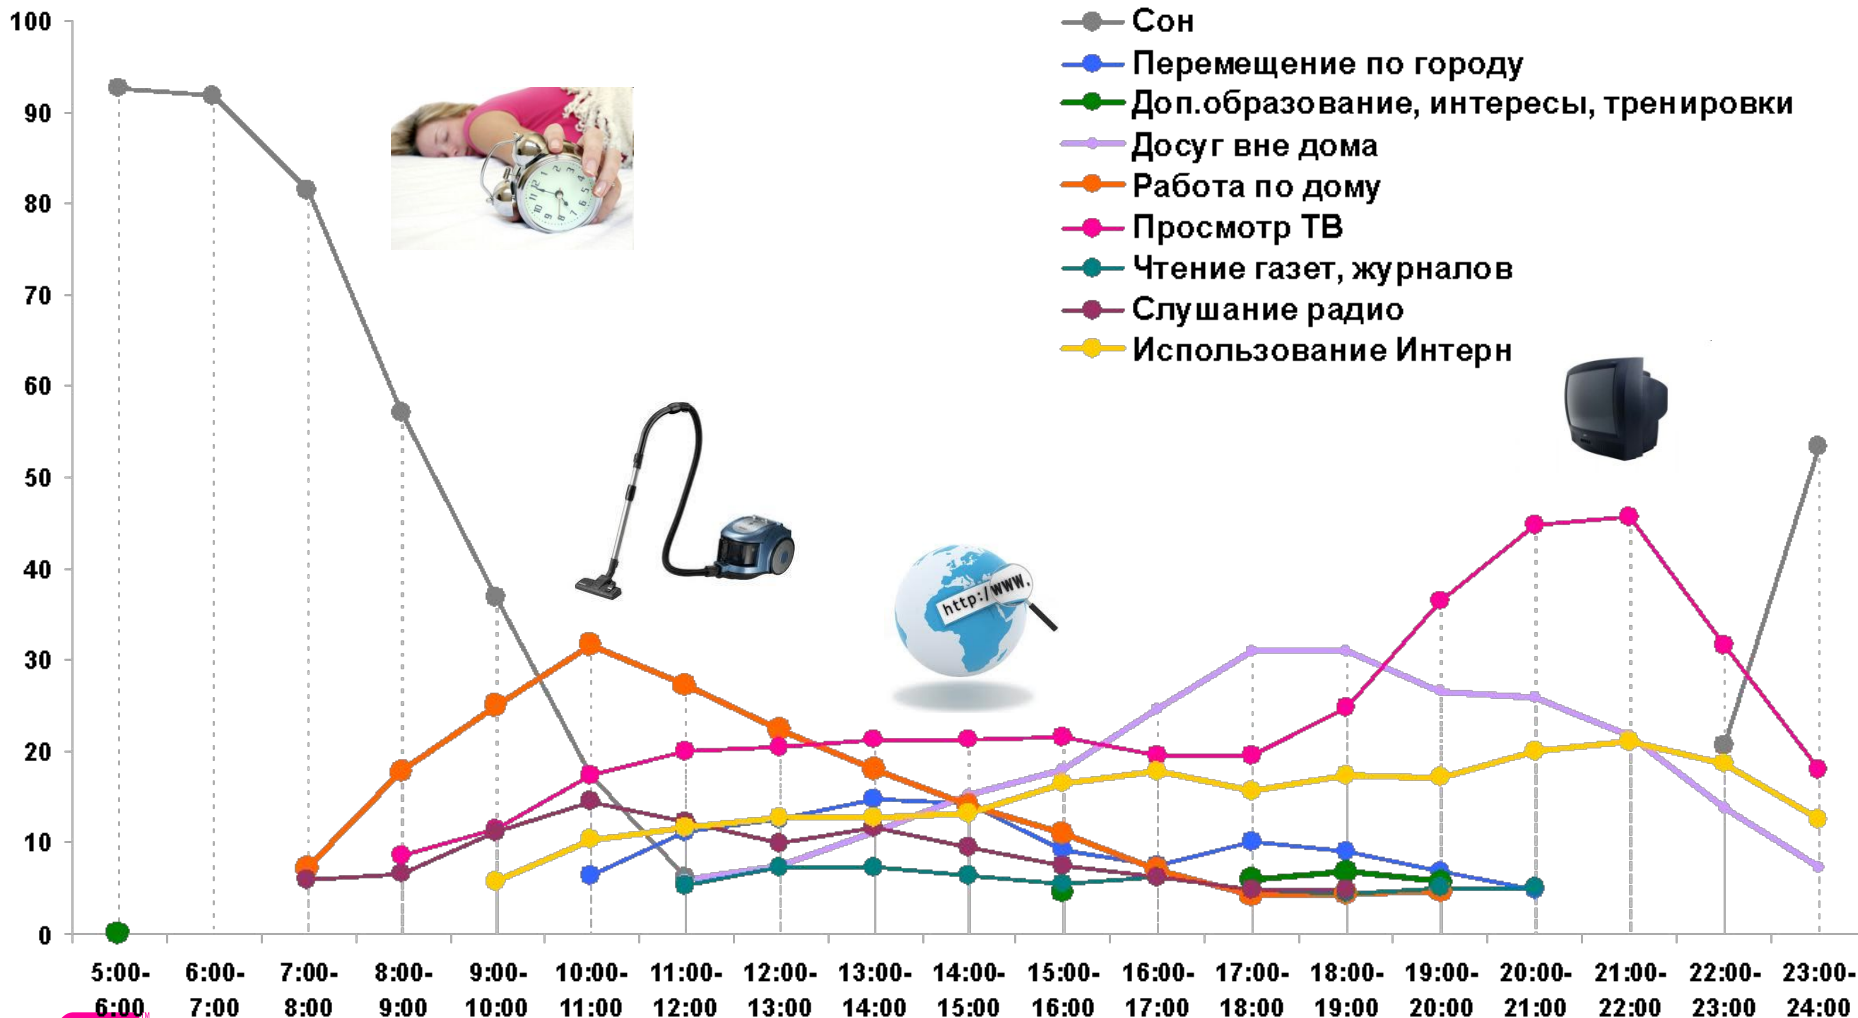 100
90
80
70
60
50
40
30
20
10
0
Сон
Перемещение по городу
Доп.образование, интересы, тренировки
Досуг вне дома
Работа по дому
Просмотр ТВ
Чтение газет, журналов
Слушание радио
Использование Интерн
http:/www.
5:00- 6:00- 7:00- 8:00- 9:00- 10:00- 11:00- 12:00- 13:00- 14:00- 15:00- 16:00- 17:00- 18:00- 19:00- 20:00- 21:00- 22:00- 23:00-
6:00 7:00 8:00 9:00 10:00 11:00 12:00 13:00 14:00 15:00 16:00 17:00 18:00 19:00 20:00 21:00 22:00 23:00 24:00
TM